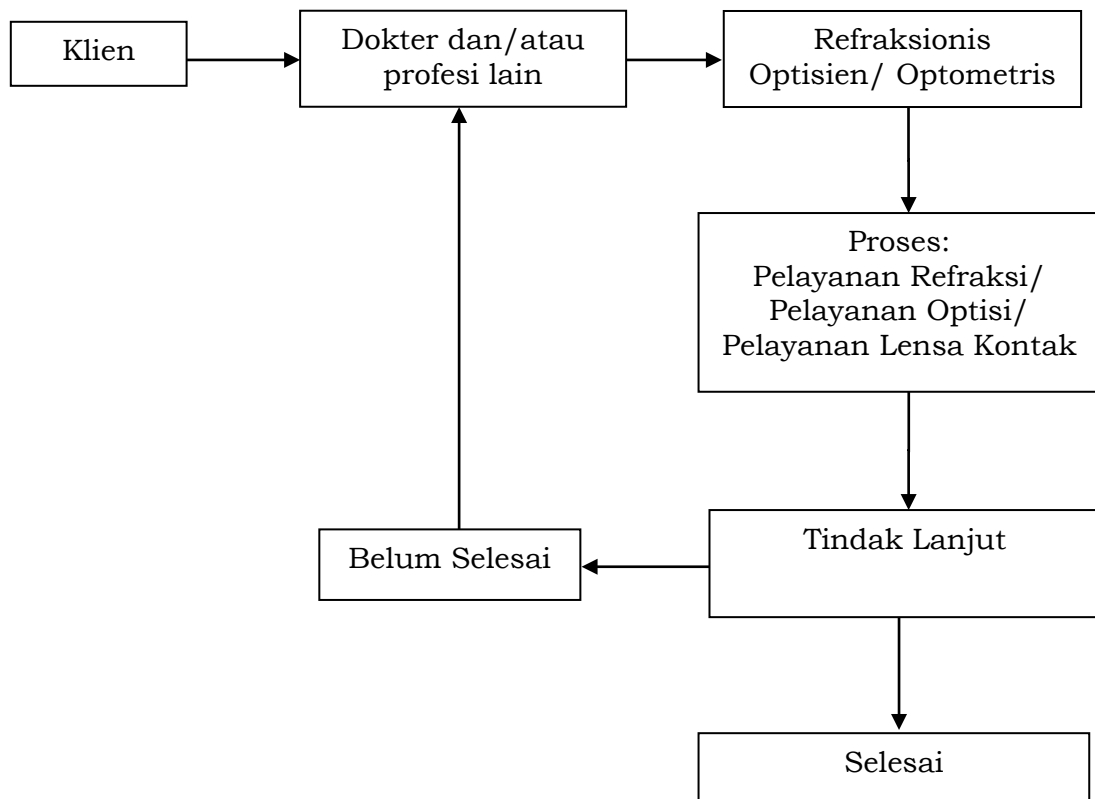 Klien
Dokter dan/atau
profesi lain
Refraksionis
Optisien/ Optometris
Proses:
Pelayanan Refraksi/
Pelayanan Optisi/
Pelayanan Lensa Kontak
Tindak Lanjut
Belum Selesai
Selesai